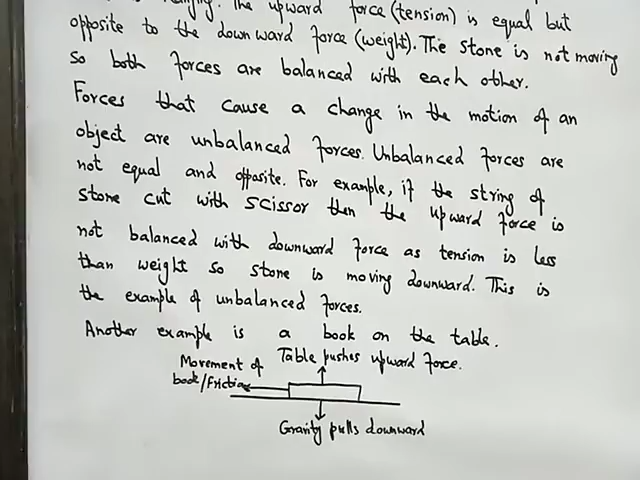 hanging. The upward force (tension) is equal but
opposite to the downward force (weight). The stone is not moving
so both forces are balanced with each other.
Forces that cause a change in the motion of an
object are unbalanced forces. Unbalanced forces are
not equal and opposite. For example, if the string of
stone cut with scissor then the upward force is
not balanced with downward force as tension is less
than weight so stone is moving downward. This is
the example of unbalanced forces.
Another example is a book on the table.
Movement of
book/Friction
Table pushes upward force.
Gravity pulls downward